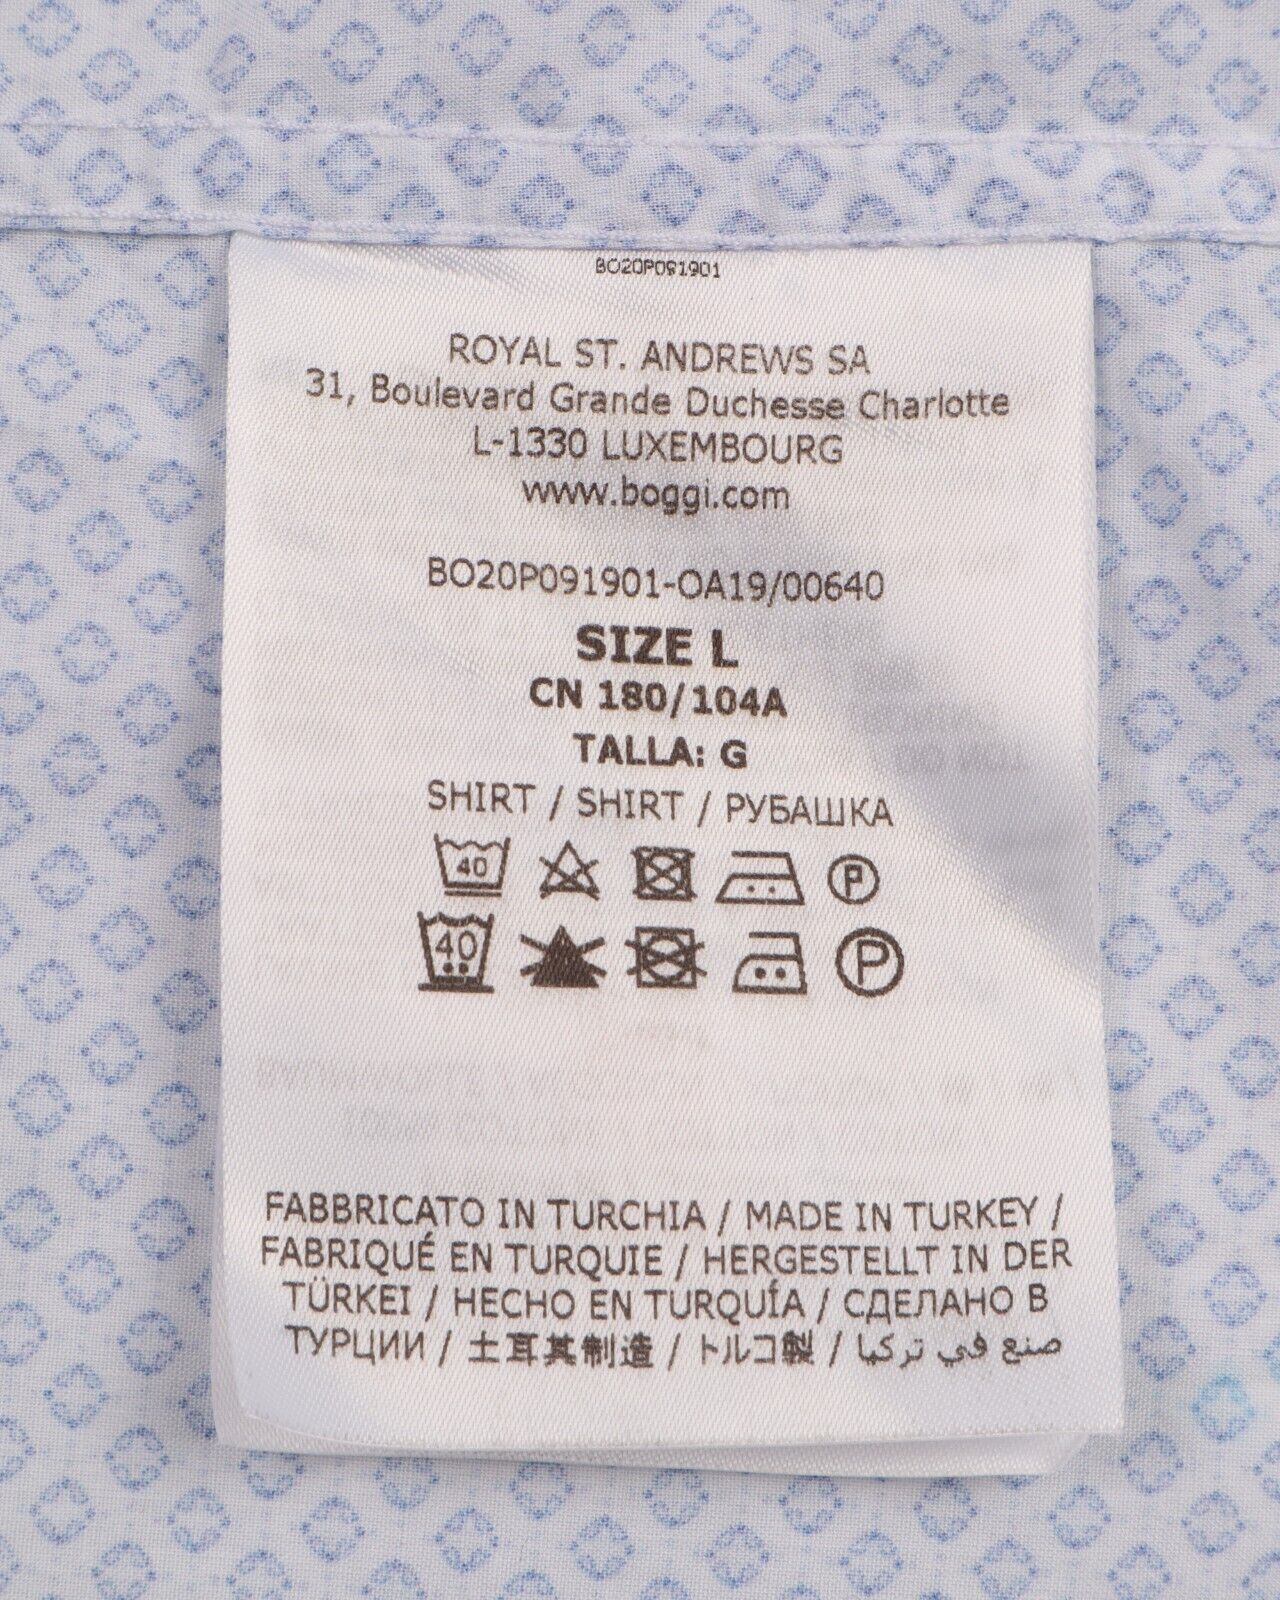 BO20P091901
ROYAL ST. ANDREWS SA
31, Boulevard Grande Duchesse Charlotte
L-1330 LUXEMBOURG
www.boggi.com
BO20P091901-OA19/00640
SIZE L
CN 180/104A
TALLA: G
SHIRT / SHIRT / РУБАШКА
40 P
40 P
FABBRICATO IN TURCHIA / MADE IN TURKEY /
FABRIQUÉ EN TURQUIE / HERGESTELLT IN DER
TÜRKEI / HECHO EN TURQUÍA / СДЕЛАНО В
ТУРЦИИ / 土耳其制造 / トルコ製 / صنع في تركيا